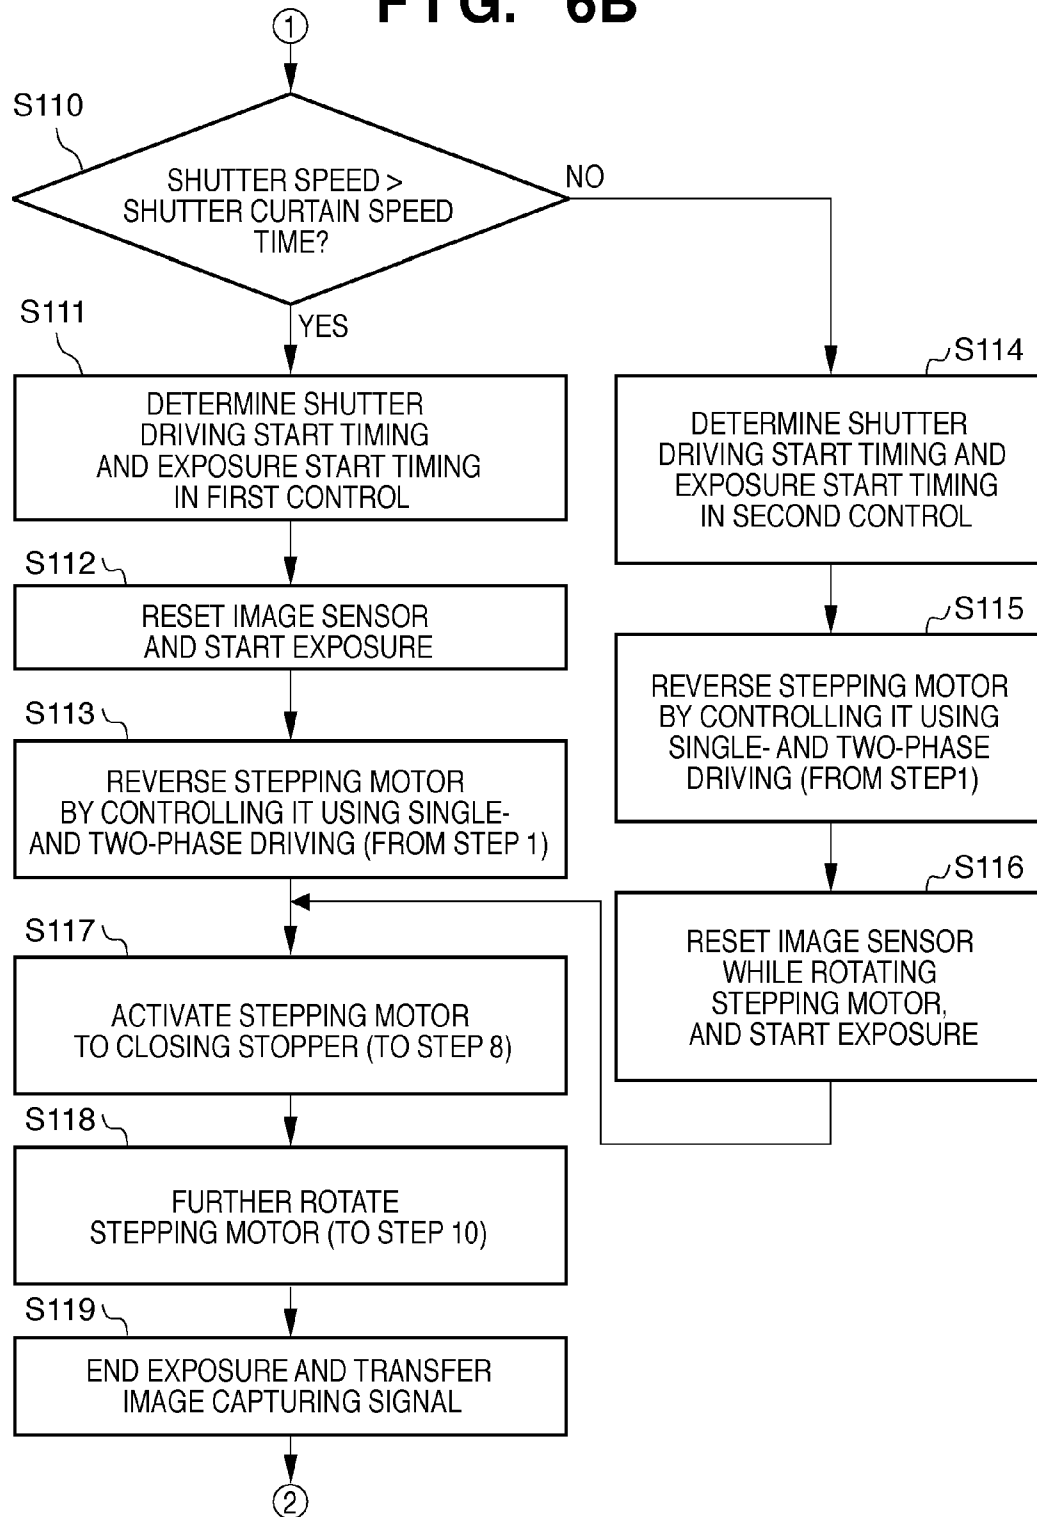 FIG. 6B
1
S110
SHUTTER SPEED >
SHUTTER CURTAIN SPEED
TIME?
NO
YES
S111
DETERMINE SHUTTER
DRIVING START TIMING
AND EXPOSURE START TIMING
IN FIRST CONTROL
S112
RESET IMAGE SENSOR
AND START EXPOSURE
S113
REVERSE STEPPING MOTOR
BY CONTROLLING IT USING SINGLE-
AND TWO-PHASE DRIVING (FROM STEP 1)
S114
DETERMINE SHUTTER
DRIVING START TIMING AND
EXPOSURE START TIMING
IN SECOND CONTROL
S115
REVERSE STEPPING MOTOR
BY CONTROLLING IT USING
SINGLE- AND TWO-PHASE
DRIVING (FROM STEP1)
S116
RESET IMAGE SENSOR
WHILE ROTATING
STEPPING MOTOR,
AND START EXPOSURE
S117
ACTIVATE STEPPING MOTOR
TO CLOSING STOPPER (TO STEP 8)
S118
FURTHER ROTATE
STEPPING MOTOR (TO STEP 10)
S119
END EXPOSURE AND TRANSFER
IMAGE CAPTURING SIGNAL
2